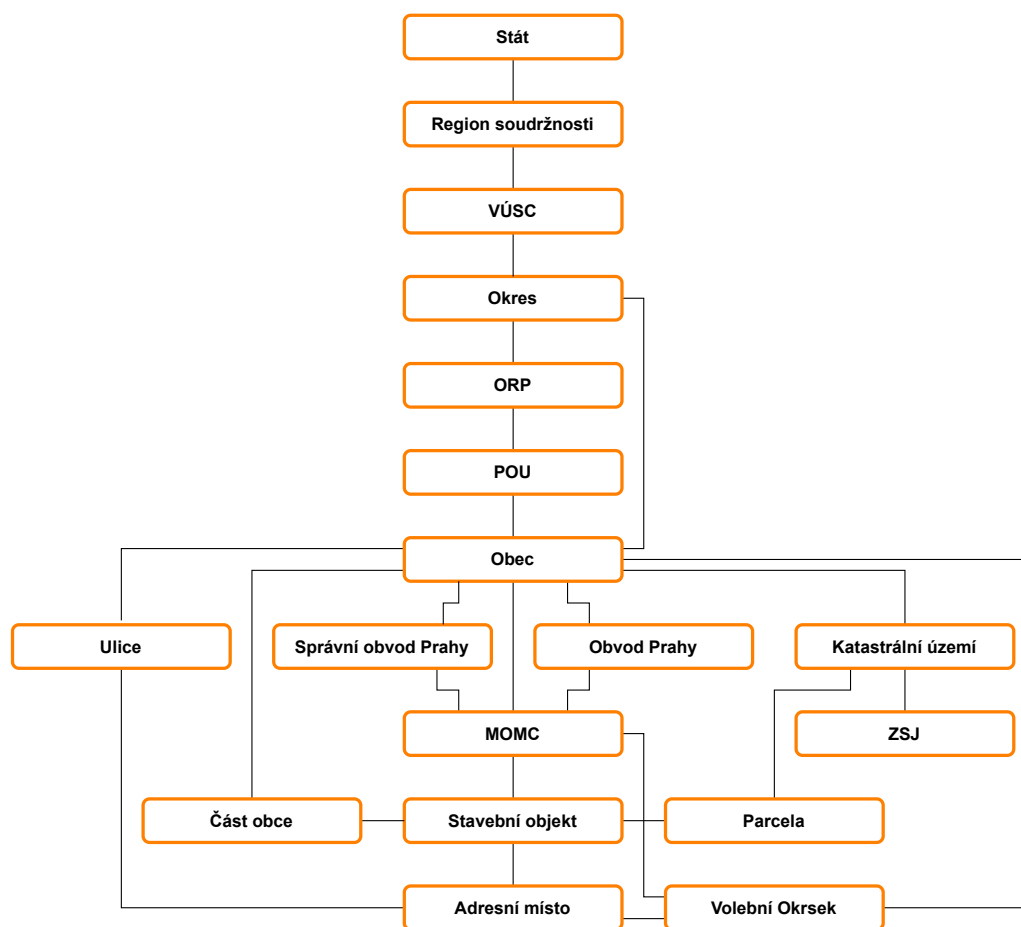 Stát
Region soudržnosti
VÚSC
Okres
ORP
POU
Obec
Ulice
Správní obvod Prahy
Obvod Prahy
Katastrální území
MOMC
ZSJ
Část obce
Stavební objekt
Parcela
Adresní místo
Volební Okrsek